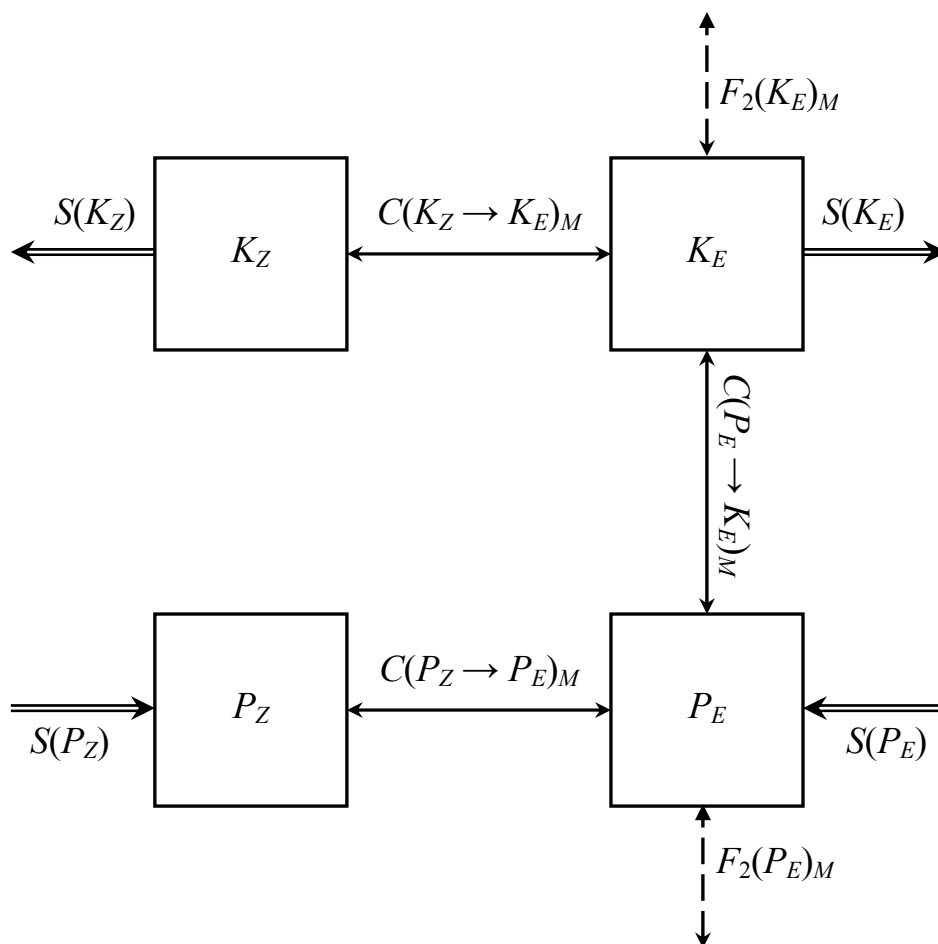 F₂(K_E)_M
S(K_Z)
C(K_Z → K_E)_M
S(K_E)
K_Z
K_E
C(P_E → K_E)_M
C(P_Z → P_E)_M
P_Z
P_E
S(P_Z)
S(P_E)
F₂(P_E)_M